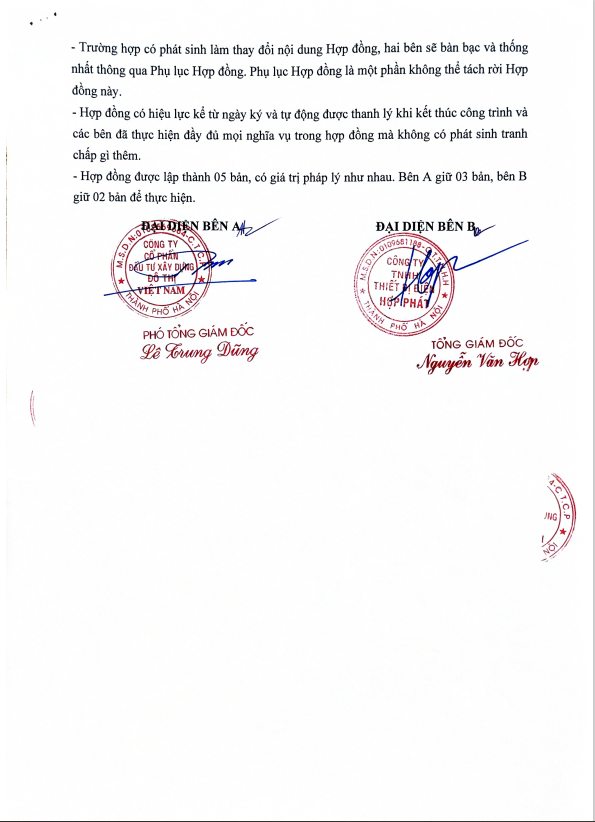 - Trường hợp có phát sinh làm thay đổi nội dung Hợp đồng, hai bên sẽ bàn bạc và thống
nhất thông qua Phụ lục Hợp đồng. Phụ lục Hợp đồng là một phần không thể tách rời Hợp
đồng này.
- Hợp đồng có hiệu lực kể từ ngày ký và tự động được thanh lý khi kết thúc công trình và
các bên đã thực hiện đầy đủ mọi nghĩa vụ trong hợp đồng mà không có phát sinh tranh
chấp gì thêm.
- Hợp đồng được lập thành 05 bản, có giá trị pháp lý như nhau. Bên A giữ 03 bản, bên B
giữ 02 bản để thực hiện.
ĐẠI DIỆN BÊN A
ĐẠI DIỆN BÊN B
CÔNG TY
CỔ PHẦN
ĐẦU TƯ XÂY DỰNG
ĐÔ THỊ
VIỆT NAM
THÀNH PHỐ HÀ NỘI
PHÓ TỔNG GIÁM ĐỐC
Lê Trung Dũng
CÔNG TY
TNHH
THIẾT BỊ ĐIỆN
HỢP PHÁT
THÀNH PHỐ HÀ NỘI
TỔNG GIÁM ĐỐC
Nguyễn Văn Hợp
4-C.T.C.P
NỘI